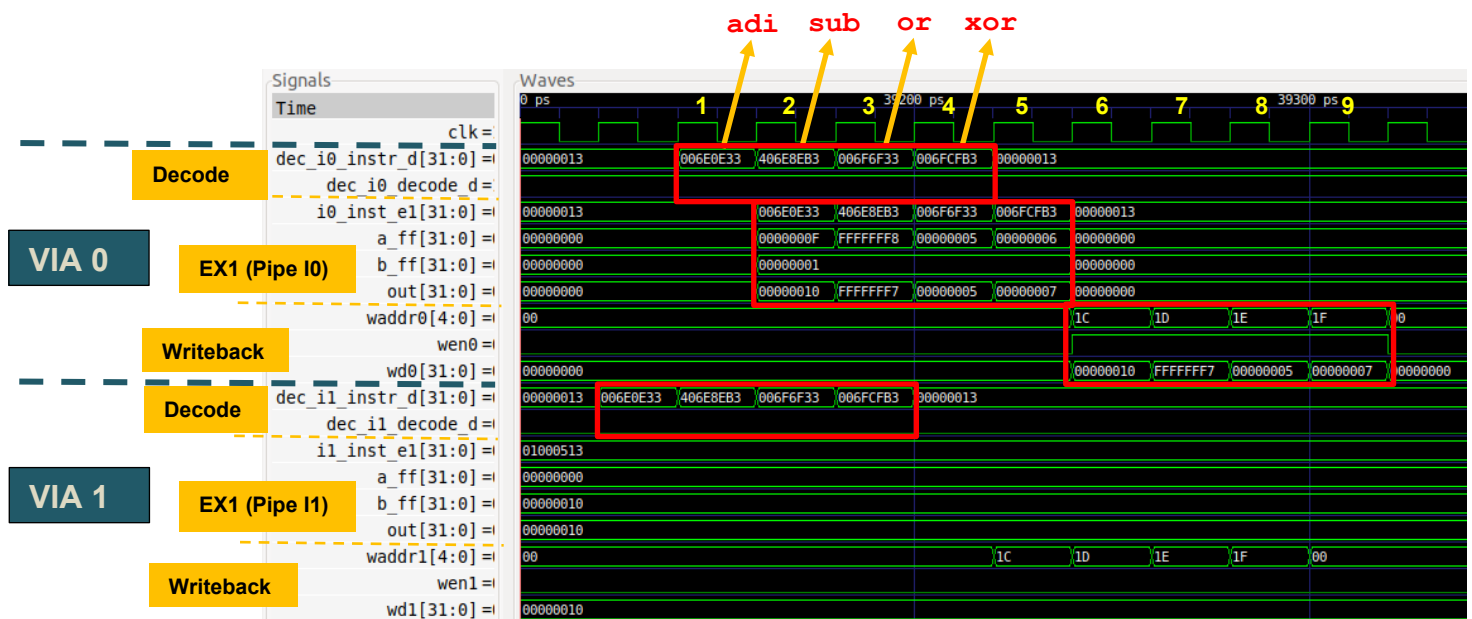 adi sub or xor
Signals Waves
Time 0 ps 39200 ps 39300 ps
1 2 3 4 5 6 7 8 9
clk=
VIA 0
Decode
dec_i0_instr_d[31:0]= 00000013 006E0E33 406E8EB3 006F6F33 006FCFB3 00000013
dec_i0_decode_d=
EX1 (Pipe I0)
i0_inst_e1[31:0]= 00000013 006E0E33 406E8EB3 006F6F33 006FCFB3 00000013
a_ff[31:0]= 00000000 0000000F FFFFFFF8 00000005 00000006 00000000
b_ff[31:0]= 00000000 00000001 00000000
out[31:0]= 00000000 00000010 FFFFFFF7 00000005 00000007 00000000
Writeback
waddr0[4:0]= 00 1C 1D 1E 1F 00
wen0=
wd0[31:0]= 00000000 00000010 FFFFFFF7 00000005 00000007 00000000
VIA 1
Decode
dec_i1_instr_d[31:0]= 00000013 006E0E33 406E8EB3 006F6F33 006FCFB3 00000013
dec_i1_decode_d=
EX1 (Pipe I1)
i1_inst_e1[31:0]= 01000513
a_ff[31:0]= 00000000
b_ff[31:0]= 00000010
out[31:0]= 00000010
Writeback
waddr1[4:0]= 00 1C 1D 1E 1F 00
wen1=
wd1[31:0]= 00000010